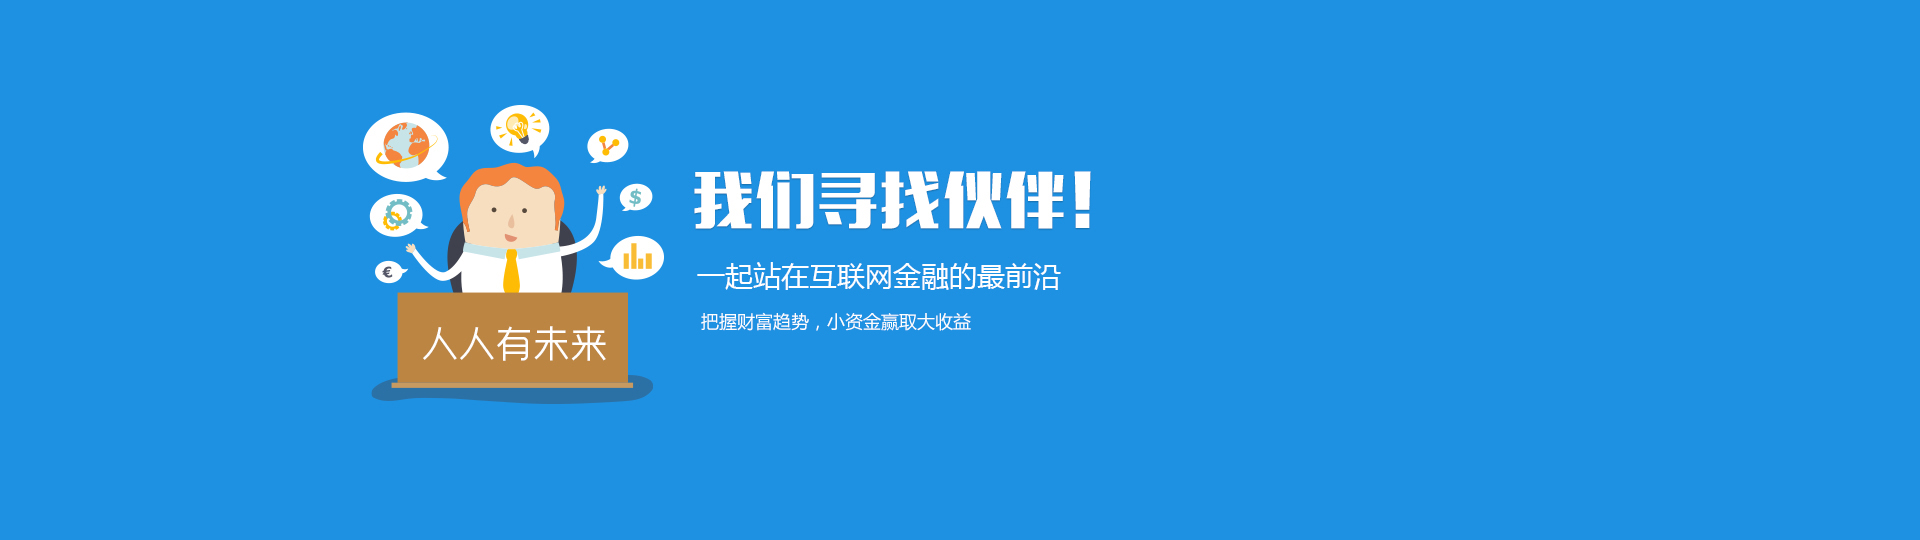 我们寻找伙伴!
一起站在互联网金融的最前沿
把握财富趋势，小资金赢取大收益
人人有未来
$
€